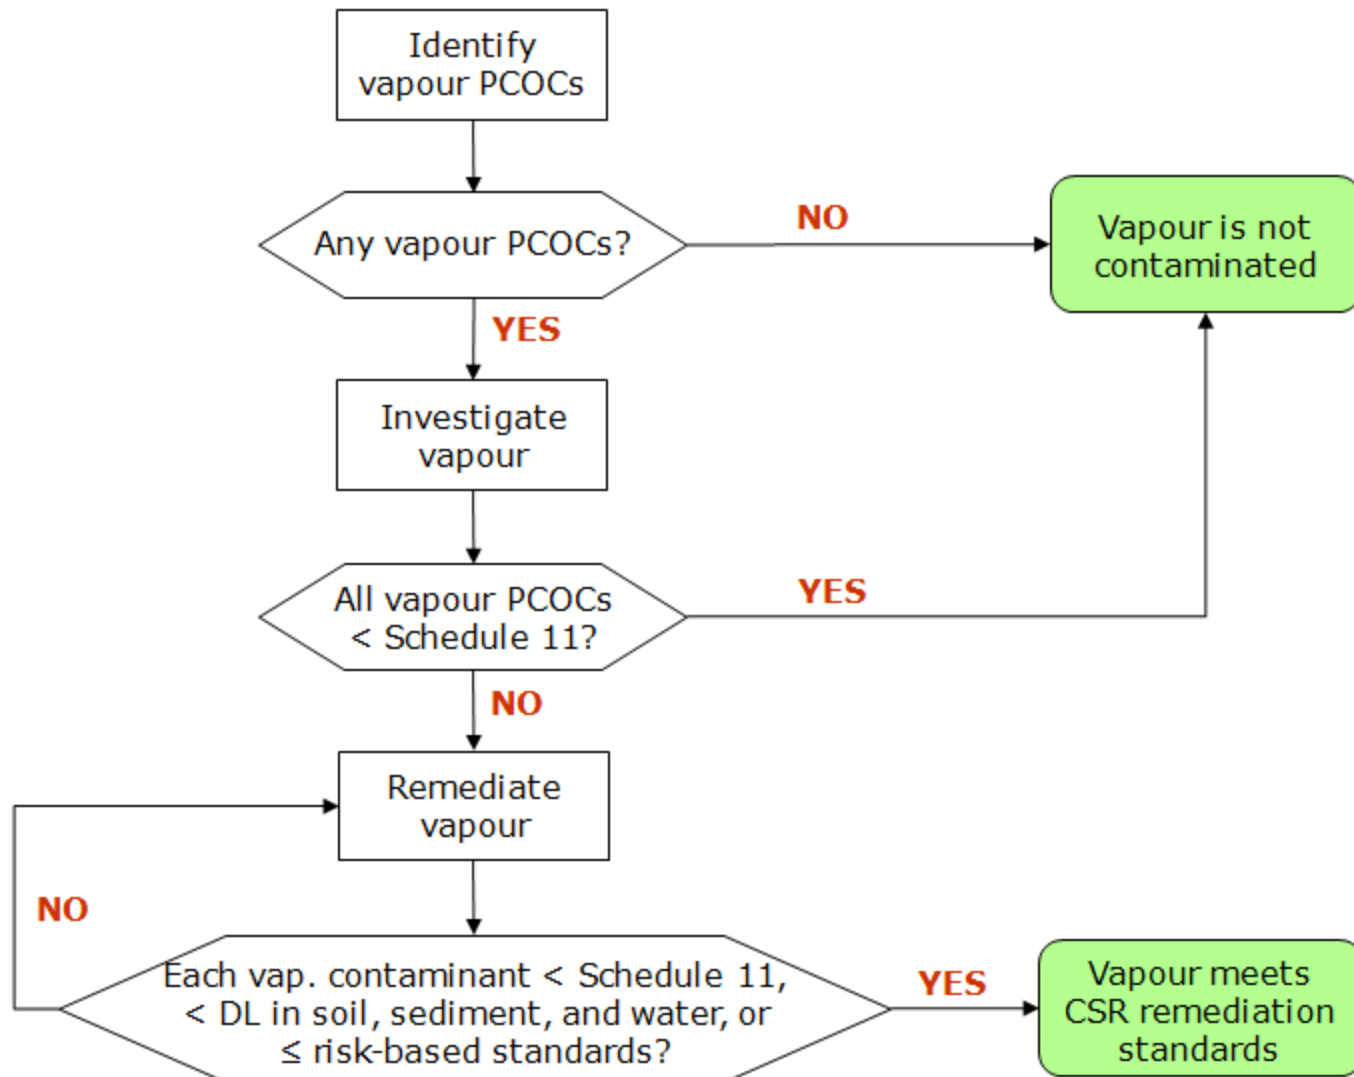 Identify
vapour PCOCs
Any vapour PCOCs?
NO
Vapour is not
contaminated
YES
Investigate
vapour
All vapour PCOCs
< Schedule 11?
YES
NO
Remediate
vapour
NO
Each vap. contaminant < Schedule 11,
< DL in soil, sediment, and water, or
≤ risk-based standards?
YES
Vapour meets
CSR remediation
standards